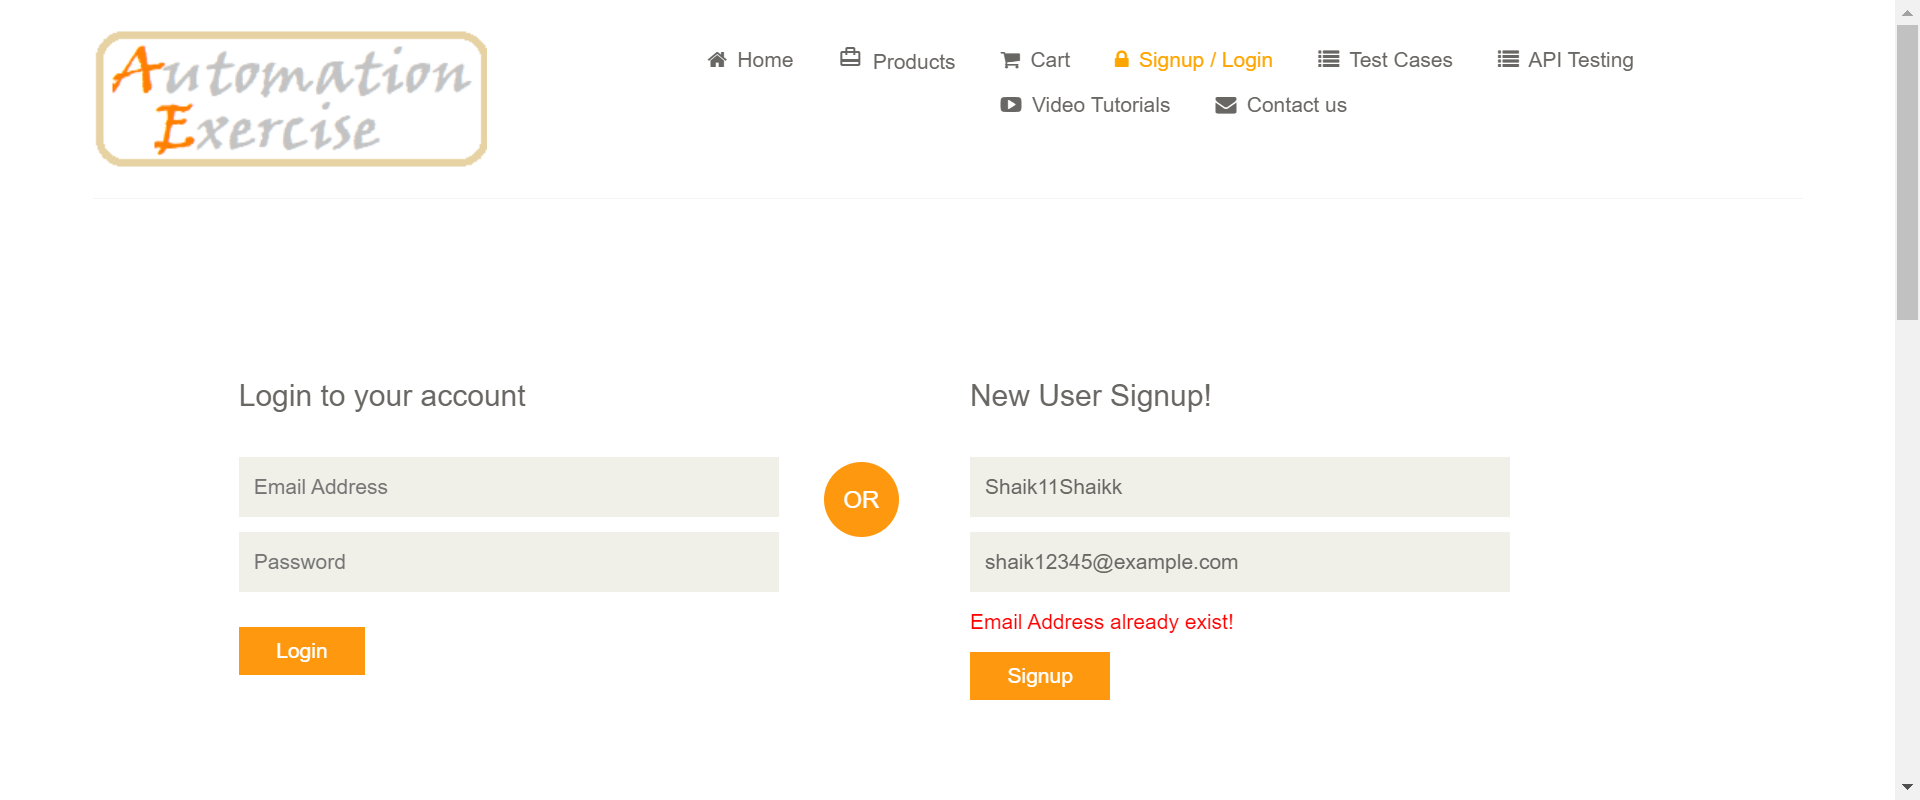 Automation
Exercise
Home
Products
Cart
Signup / Login
Test Cases
API Testing
Video Tutorials
Contact us
Login to your account
Email Address
Password
Login
OR
New User Signup!
Shaik11Shaikk
shaik12345@example.com
Email Address already exist!
Signup